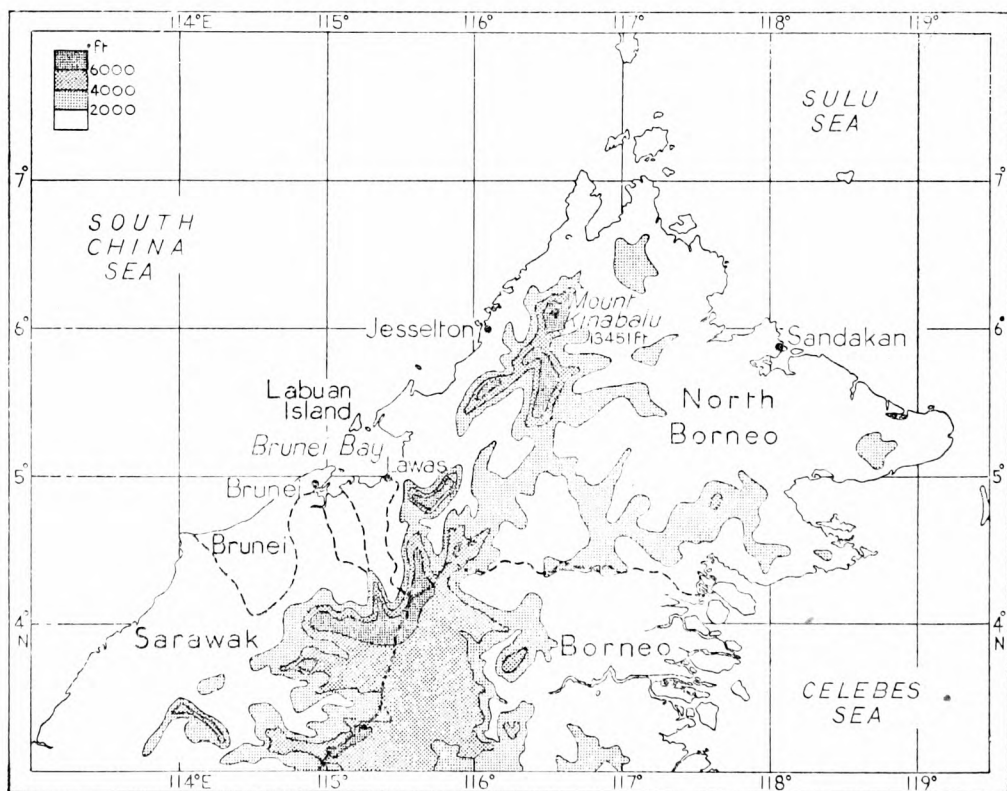 114°E 115° 116° 117° 118° 119°
ft
6000
4000
2000
SULU
SEA
7° 7°
SOUTH
CHINA
SEA
Mount
Kinabalu
13451ft
Jesselton
6° 6°
Sandakan
Labuan
Island
North
Borneo
Brunei Bay
Lawas
5° 5°
Brunei
Brunei
4° 4°
N N
Sarawak
Borneo
CELEBES
SEA
114°E 115° 116° 117° 118° 119°